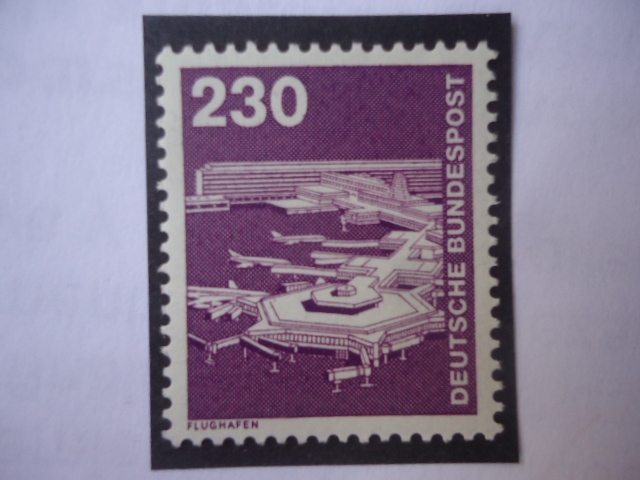 230
DEUTSCHE BUNDESPOST
FLUGHAFEN